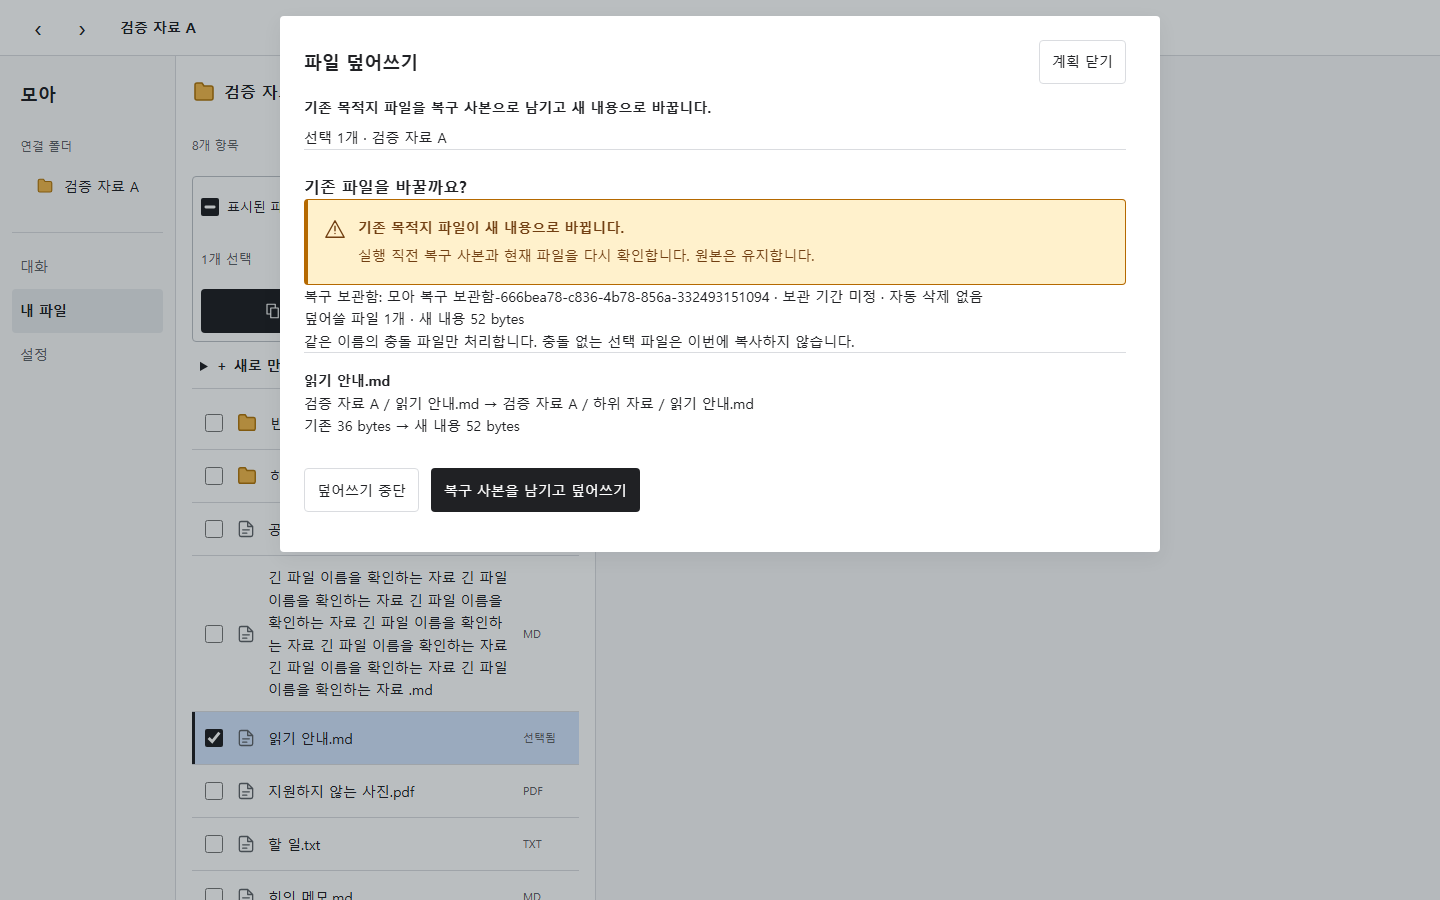 검증 자료 A
모아
연결 폴더
검증 자료 A
대화
내 파일
설정
검증 자
8개 항목
표시된 파
1개 선택
+ 새로 만
공
긴 파일 이름을 확인하는 자료 긴 파일
이름을 확인하는 자료 긴 파일 이름을
확인하는 자료 긴 파일 이름을 확인하
는 자료 긴 파일 이름을 확인하는 자료
긴 파일 이름을 확인하는 자료 긴 파일
이름을 확인하는 자료 .md
MD
읽기 안내.md
선택됨
지원하지 않는 사진.pdf
PDF
할 일.txt
TXT
회의 메모.md
MD
파일 덮어쓰기
계획 닫기
기존 목적지 파일을 복구 사본으로 남기고 새 내용으로 바꿉니다.
선택 1개 · 검증 자료 A
기존 파일을 바꿀까요?
기존 목적지 파일이 새 내용으로 바뀝니다.
실행 직전 복구 사본과 현재 파일을 다시 확인합니다. 원본은 유지합니다.
복구 보관함: 모아 복구 보관함-666bea78-c836-4b78-856a-332493151094 · 보관 기간 미정 · 자동 삭제 없음
덮어쓸 파일 1개 · 새 내용 52 bytes
같은 이름의 충돌 파일만 처리합니다. 충돌 없는 선택 파일은 이번에 복사하지 않습니다.
읽기 안내.md
검증 자료 A / 읽기 안내.md → 검증 자료 A / 하위 자료 / 읽기 안내.md
기존 36 bytes → 새 내용 52 bytes
덮어쓰기 중단
복구 사본을 남기고 덮어쓰기